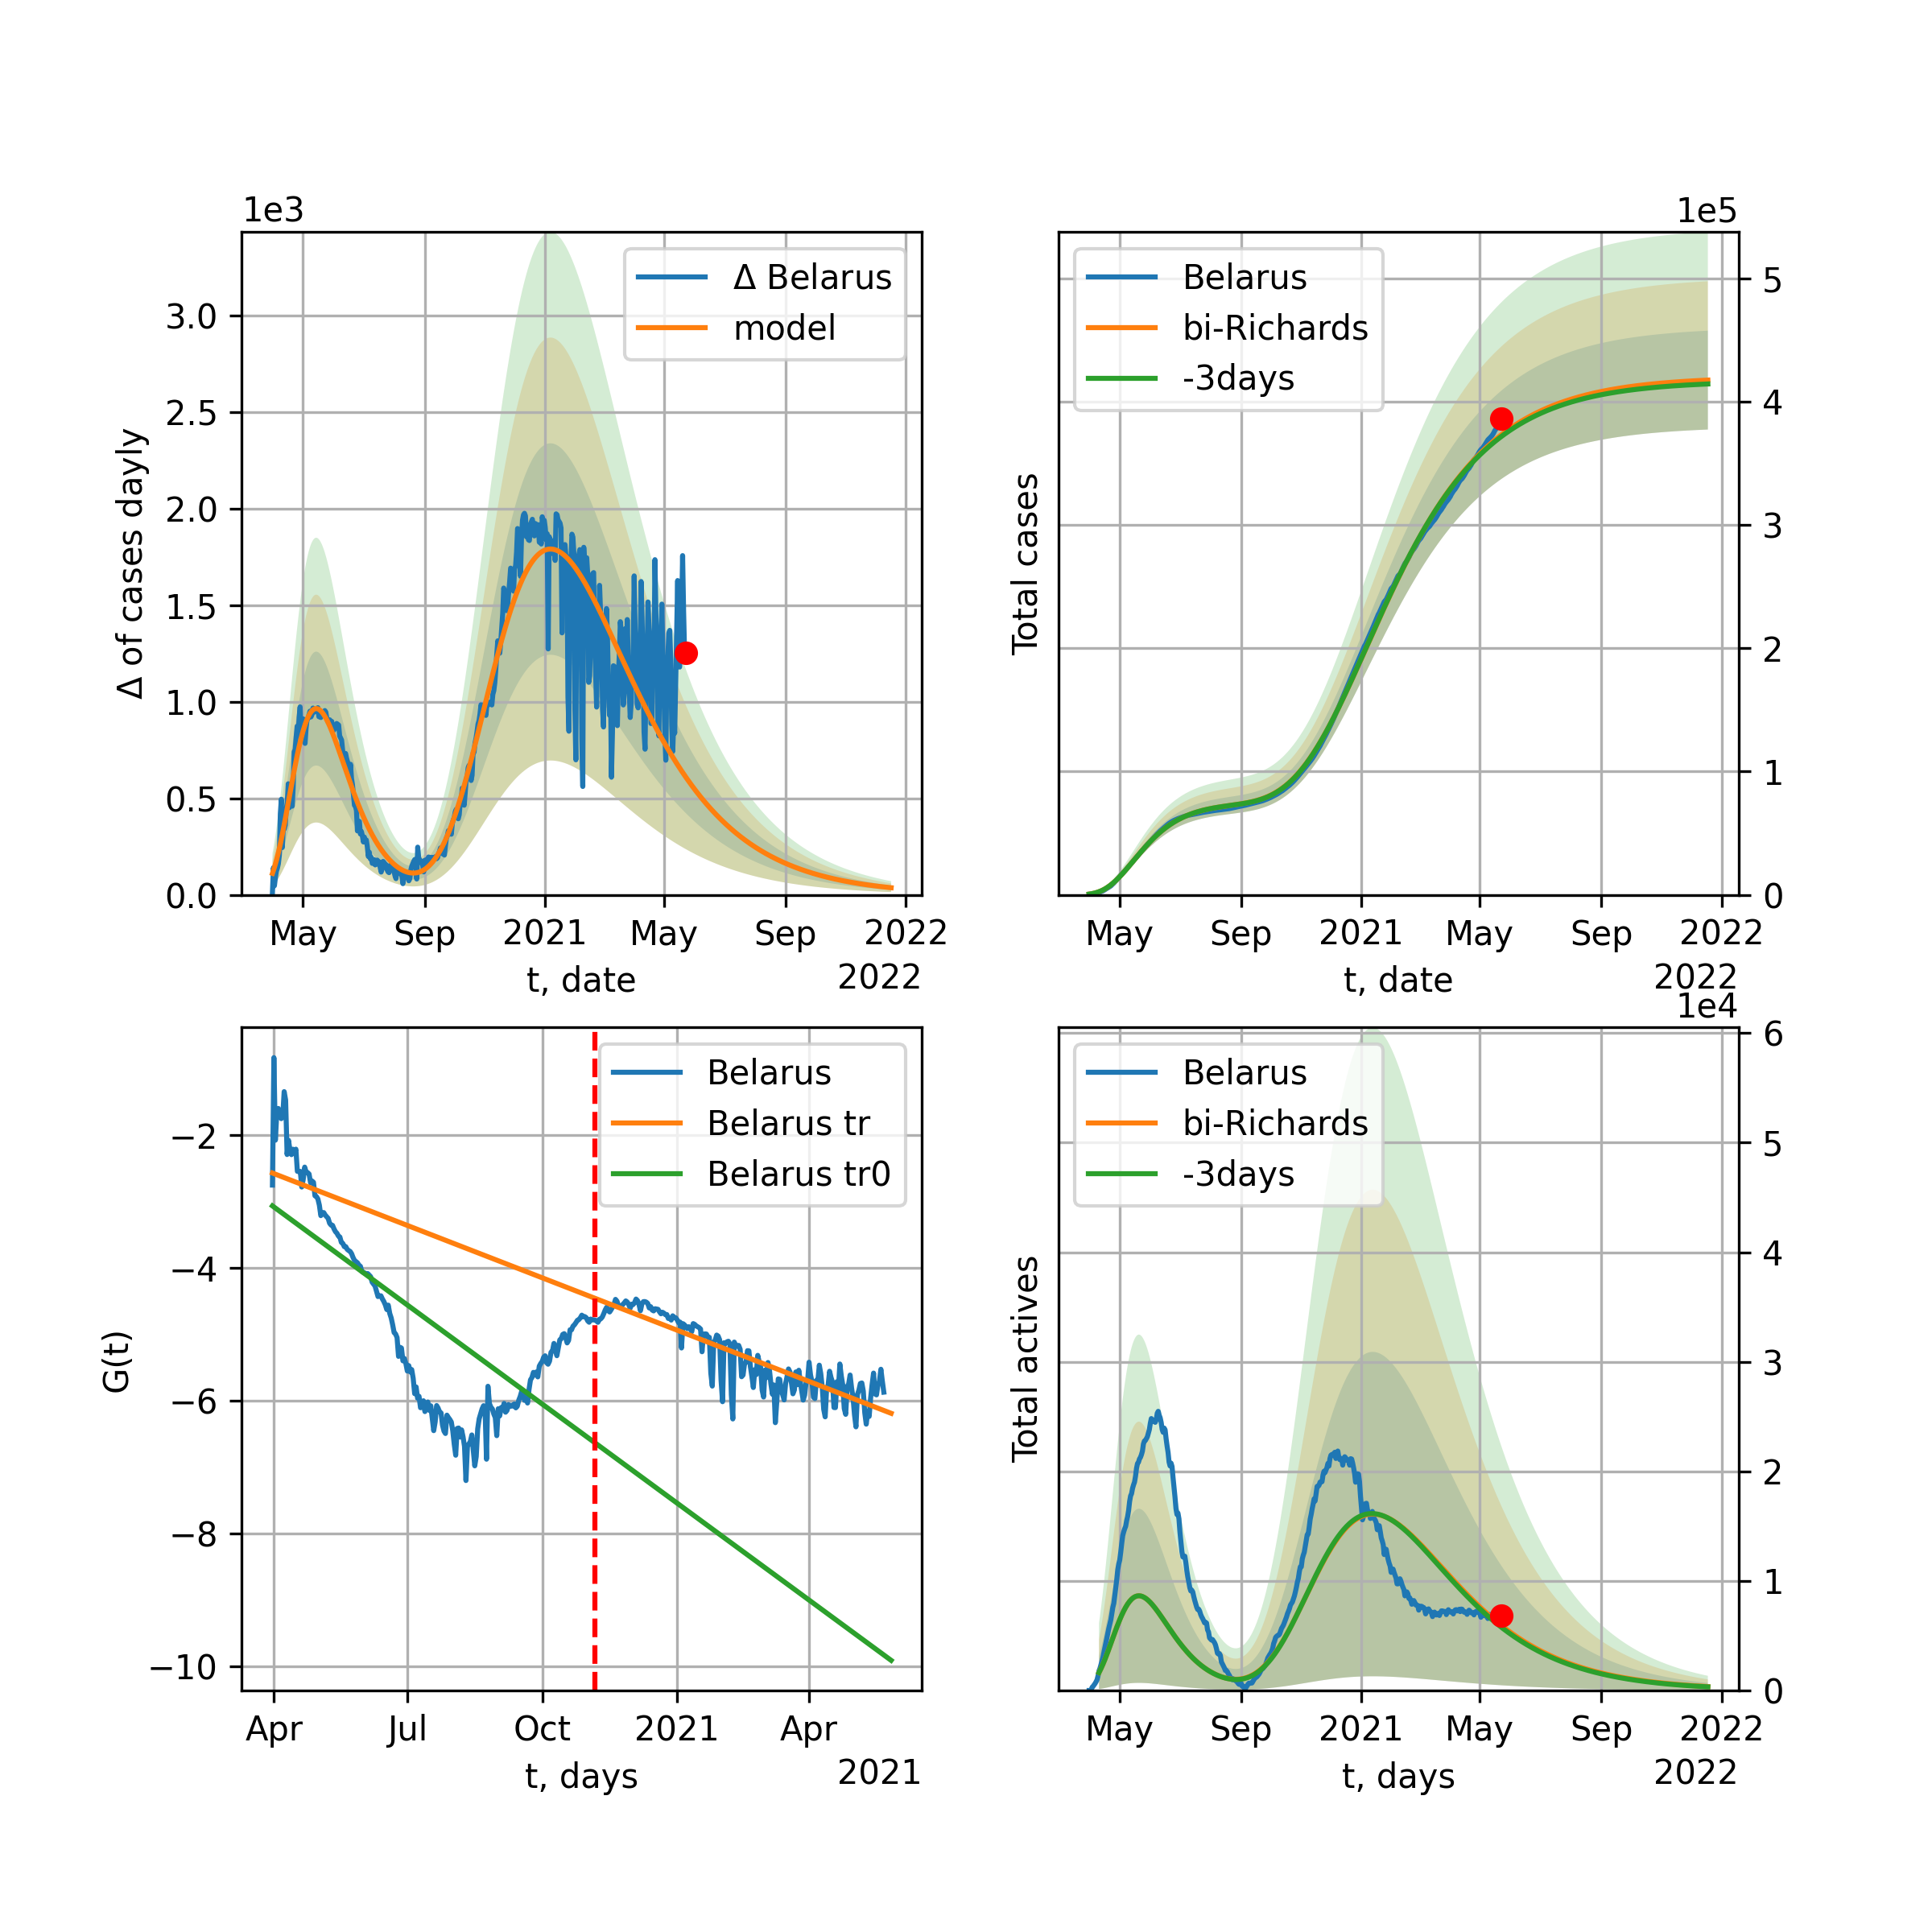 1e3
Δ of cases dayly
3.0
2.5
2.0
1.5
1.0
0.5
0.0
Δ Belarus
model
May Sep 2021 May Sep 2022
t, date
2022
1e5
Total cases
Belarus
bi-Richards
-3days
5
4
3
2
1
0
May Sep 2021 May Sep 2022
t, date
2022
G(t)
−2
−4
−6
−8
−10
Belarus
Belarus tr
Belarus tr0
Apr Jul Oct 2021 Apr
t, days
2021
1e4
Total actives
Belarus
bi-Richards
-3days
6
5
4
3
2
1
0
May Sep 2021 May Sep 2022
t, days
2022